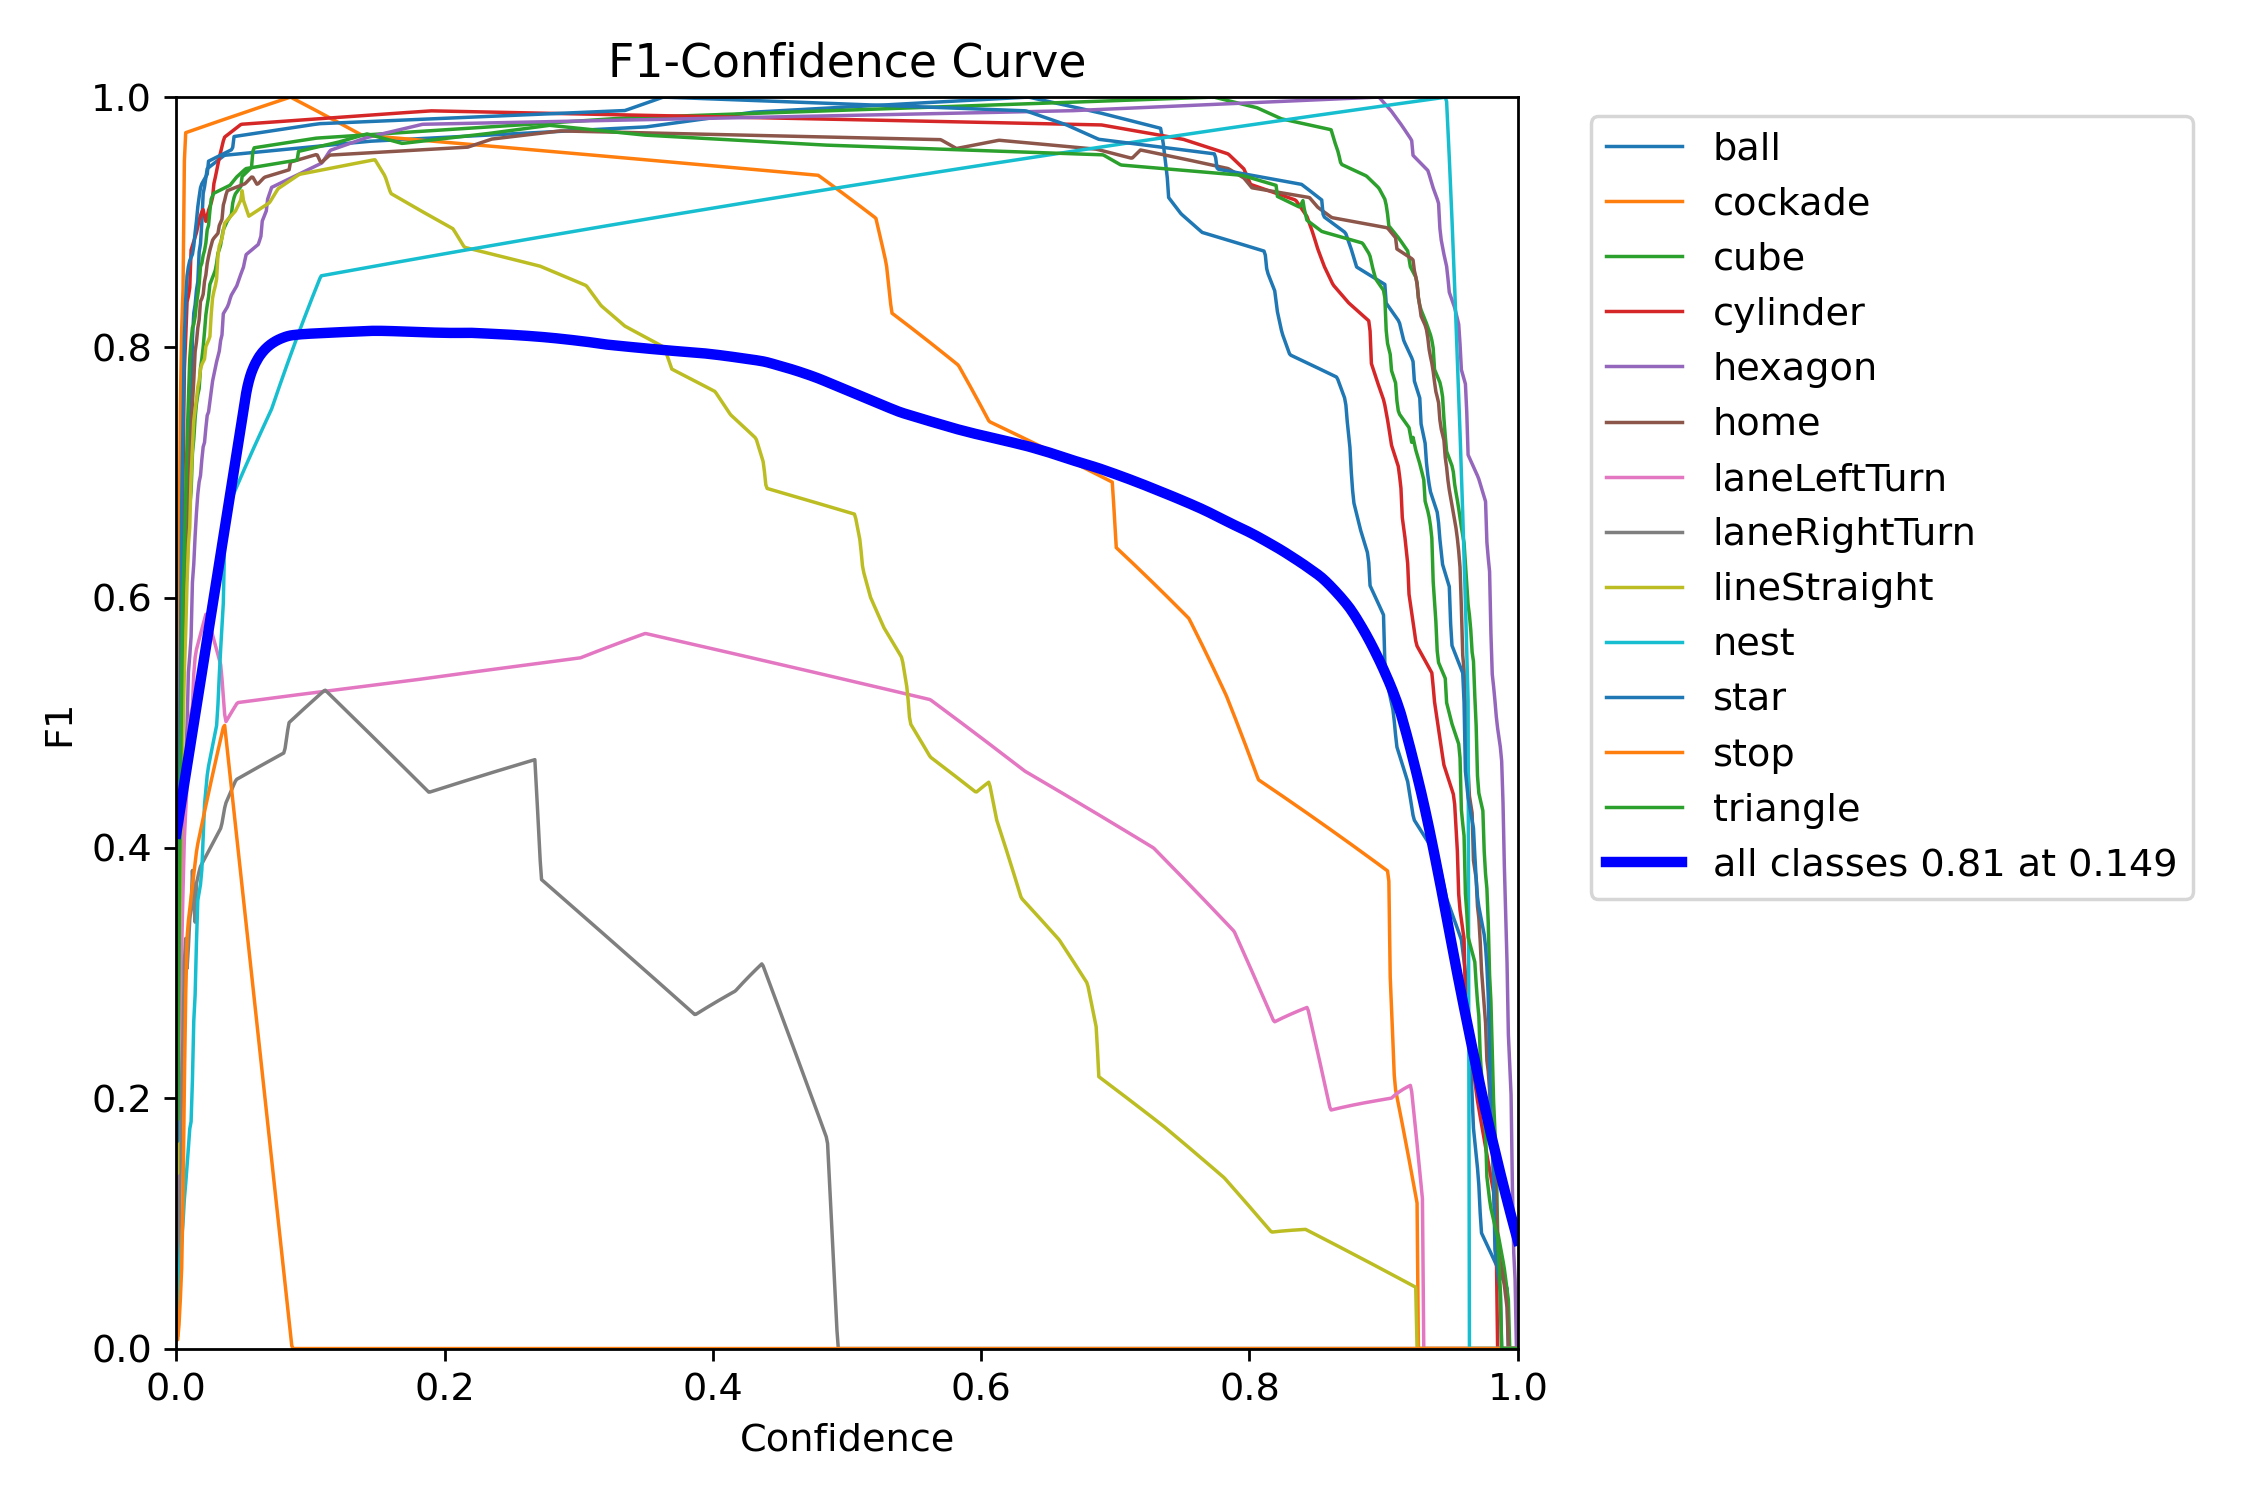 F1-Confidence Curve
1.0
0.8
0.6
0.4
0.2
0.0
F1
0.0 0.2 0.4 0.6 0.8 1.0
Confidence
ball
cockade
cube
cylinder
hexagon
home
laneLeftTurn
laneRightTurn
lineStraight
nest
star
stop
triangle
all classes 0.81 at 0.149